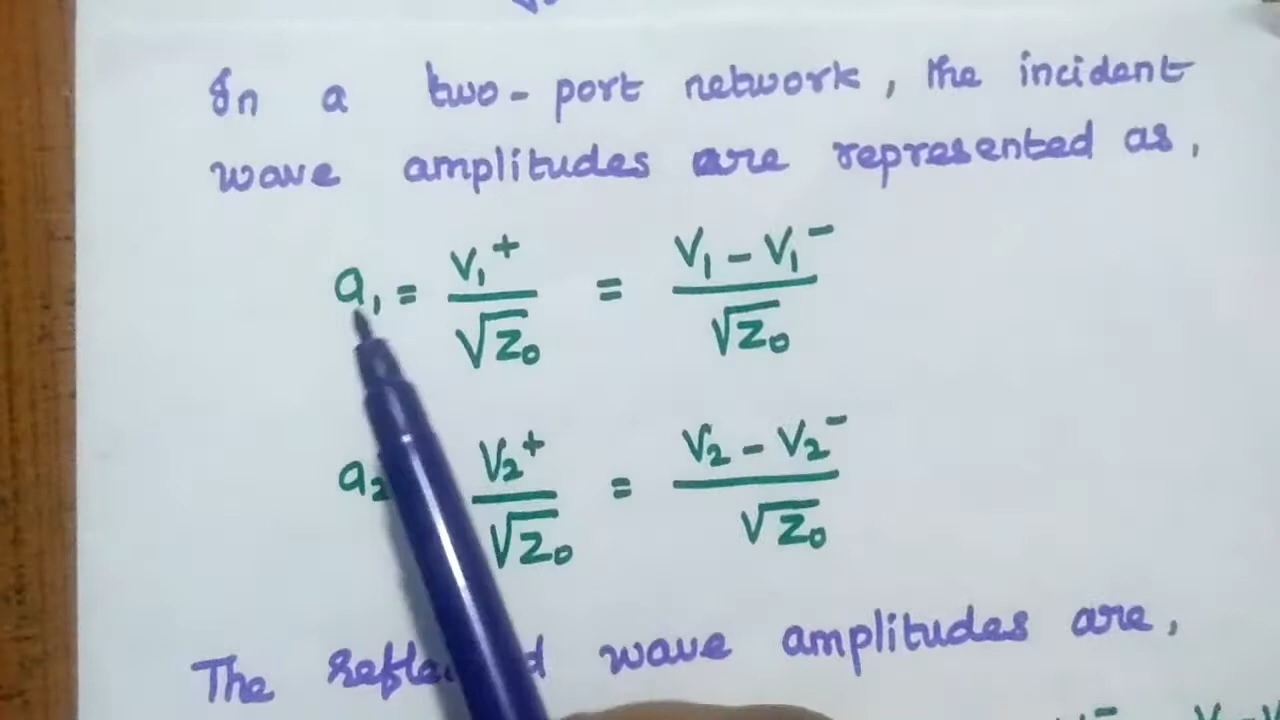 In a two-port network, the incident
wave amplitudes are represented as,
a₁ = V₁⁺/√Z₀ = V₁ - V₁⁻/√Z₀
a₂ V₂⁺/√Z₀ = V₂ - V₂⁻/√Z₀
The wave amplitudes are,